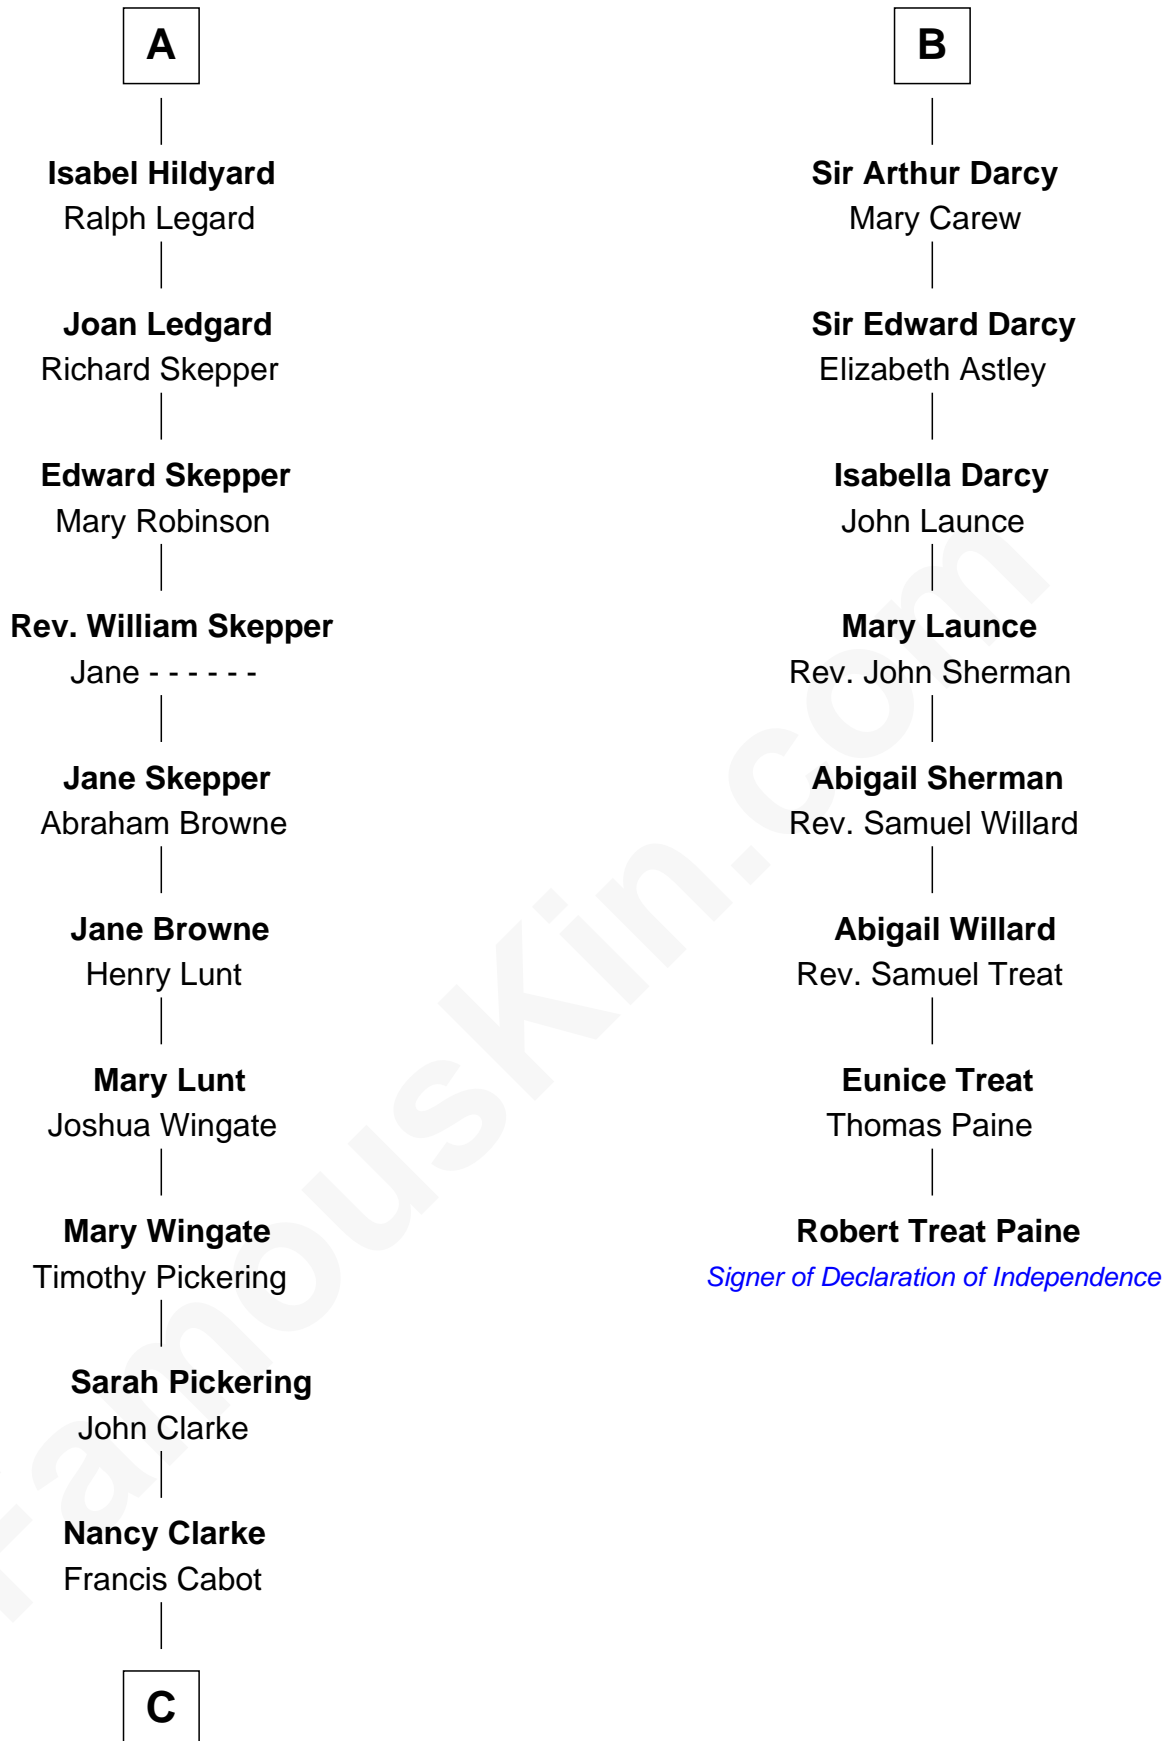 A
Isabel Hildyard
Ralph Legard
Joan Ledgard
Richard Skepper
Edward Skepper
Mary Robinson
Rev. William Skepper
Jane - - - - - -
Jane Skepper
Abraham Browne
Jane Browne
Henry Lunt
Mary Lunt
Joshua Wingate
Mary Wingate
Timothy Pickering
Sarah Pickering
John Clarke
Nancy Clarke
Francis Cabot
C
B
Sir Arthur Darcy
Mary Carew
Sir Edward Darcy
Elizabeth Astley
Isabella Darcy
John Launce
Mary Launce
Rev. John Sherman
Abigail Sherman
Rev. Samuel Willard
Abigail Willard
Rev. Samuel Treat
Eunice Treat
Thomas Paine
Robert Treat Paine
Signer of Declaration of Independence
FamousKin.com